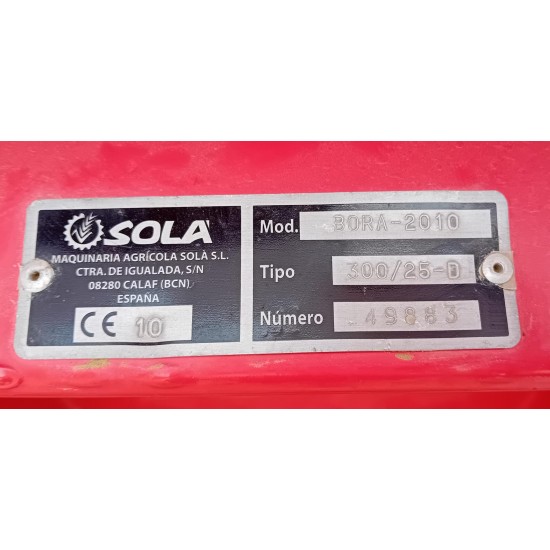 SOLÀ
MAQUINARIA AGRÍCOLA SOLÀ S.L.
CTRA. DE IGUALADA, S/N
08280 CALAF (BCN)
ESPAÑA
CE 10
Mod. BORA-2010
Tipo 300/25-D
Número 49883